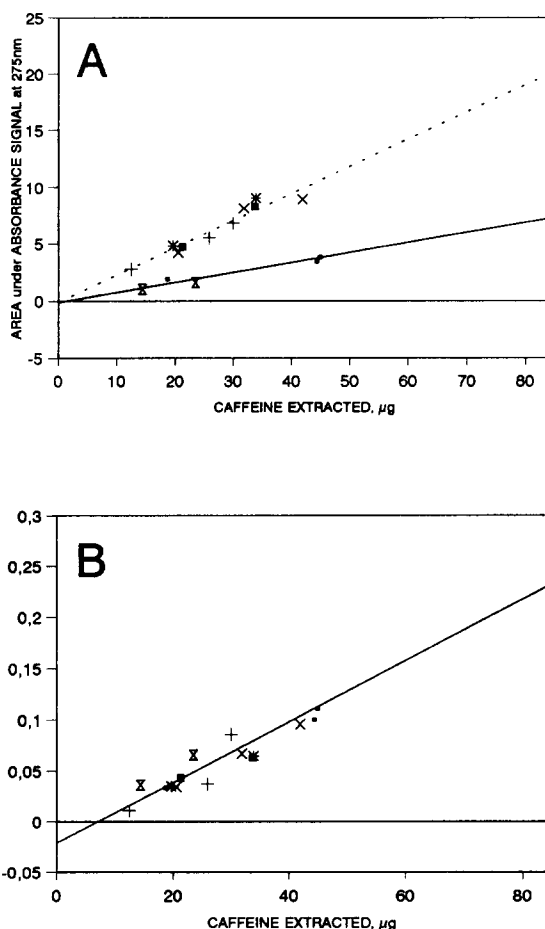 A
AREA under ABSORBANCE SIGNAL at 275nm
25
20
15
10
5
0
-5
0 10 20 30 40 50 60 70 80
CAFFEINE EXTRACTED, µg
B
0,3
0,25
0,2
0,15
0,1
0,05
0
-0,05
0 20 40 60 80
CAFFEINE EXTRACTED, µg